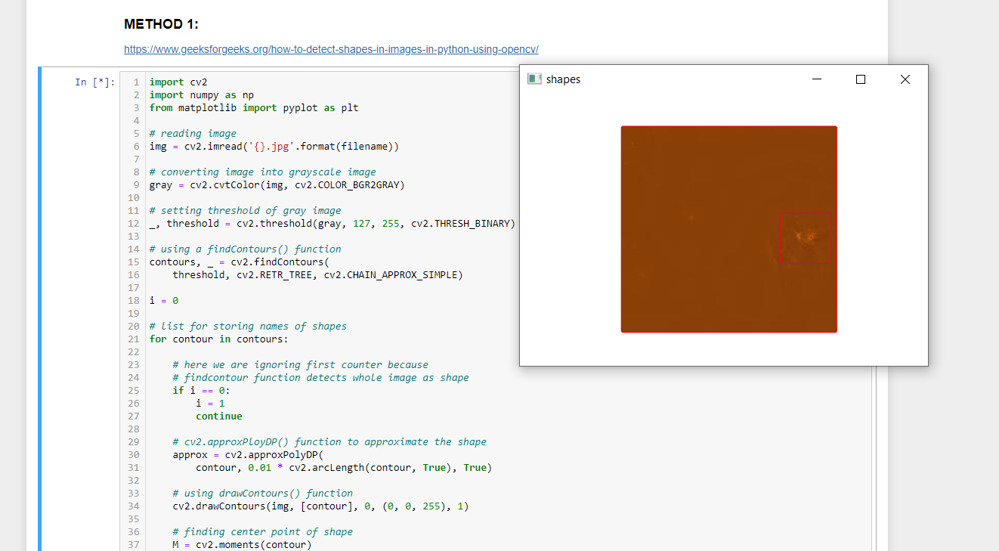 METHOD 1:
https://www.geeksforgeeks.org/how-to-detect-shapes-in-images-in-python-using-opencv/
In [*]:
1 import cv2
2 import numpy as np
3 from matplotlib import pyplot as plt
4
5 # reading image
6 img = cv2.imread('{}.jpg'.format(filename))
7
8 # converting image into grayscale image
9 gray = cv2.cvtColor(img, cv2.COLOR_BGR2GRAY)
10
11 # setting threshold of gray image
12 _, threshold = cv2.threshold(gray, 127, 255, cv2.THRESH_BINARY)
13
14 # using a findContours() function
15 contours, _ = cv2.findContours(
16     threshold, cv2.RETR_TREE, cv2.CHAIN_APPROX_SIMPLE)
17
18 i = 0
19
20 # list for storing names of shapes
21 for contour in contours:
22
23     # here we are ignoring first counter because
24     # findcontour function detects whole image as shape
25     if i == 0:
26         i = 1
27         continue
28
29     # cv2.approxPloyDP() function to approximate the shape
30     approx = cv2.approxPolyDP(
31         contour, 0.01 * cv2.arcLength(contour, True), True)
32
33     # using drawContours() function
34     cv2.drawContours(img, [contour], 0, (0, 0, 255), 1)
35
36     # finding center point of shape
37     M = cv2.moments(contour)
shapes